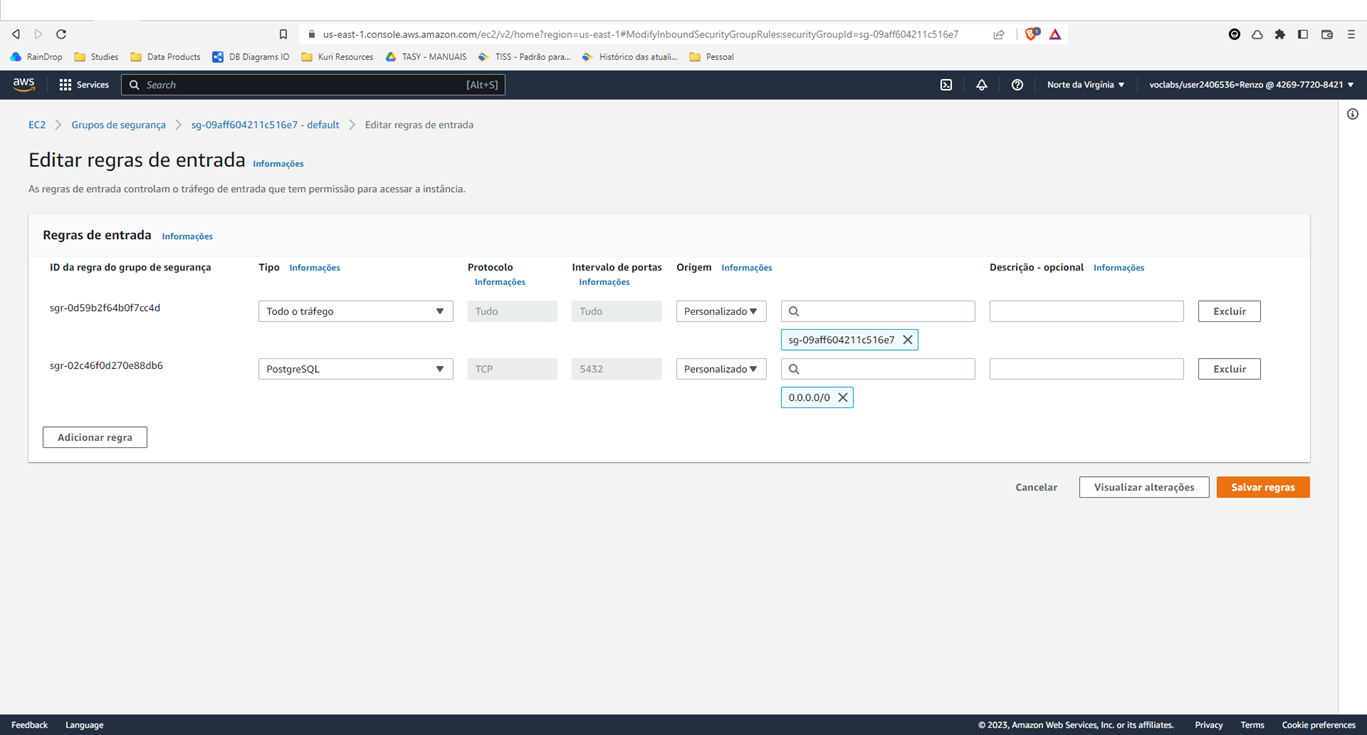 us-east-1.console.aws.amazon.com/ec2/v2/home?region=us-east-1#ModifyInboundSecurityGroupRules:securityGroupId=sg-09aff604211c516e7
RainDrop Studies Data Products DB Diagrams IO Kuri Resources TASY - MANUAIS TISS - Padrão para... Histórico das atuali... Pessoal
aws Services Search [Alt+S] Norte da Virgínia voclabs/user2406536=Renzo @ 4269-7720-8421
EC2 Grupos de segurança sg-09aff604211c516e7 - default Editar regras de entrada
Editar regras de entrada Informações
As regras de entrada controlam o tráfego de entrada que tem permissão para acessar a instância.
Regras de entrada Informações
ID da regra do grupo de segurança Tipo Informações Protocolo Intervalo de portas Origem Informações Descrição - opcional Informações
Informações Informações
sgr-0d59b2f64b0f7cc4d Todo o tráfego Tudo Tudo Personalizado Excluir
sg-09aff604211c516e7
sgr-02c46f0d270e88db6 PostgreSQL TCP 5432 Personalizado Excluir
0.0.0.0/0
Adicionar regra
Cancelar Visualizar alterações Salvar regras
Feedback Language © 2023, Amazon Web Services, Inc. or its affiliates. Privacy Terms Cookie preferences